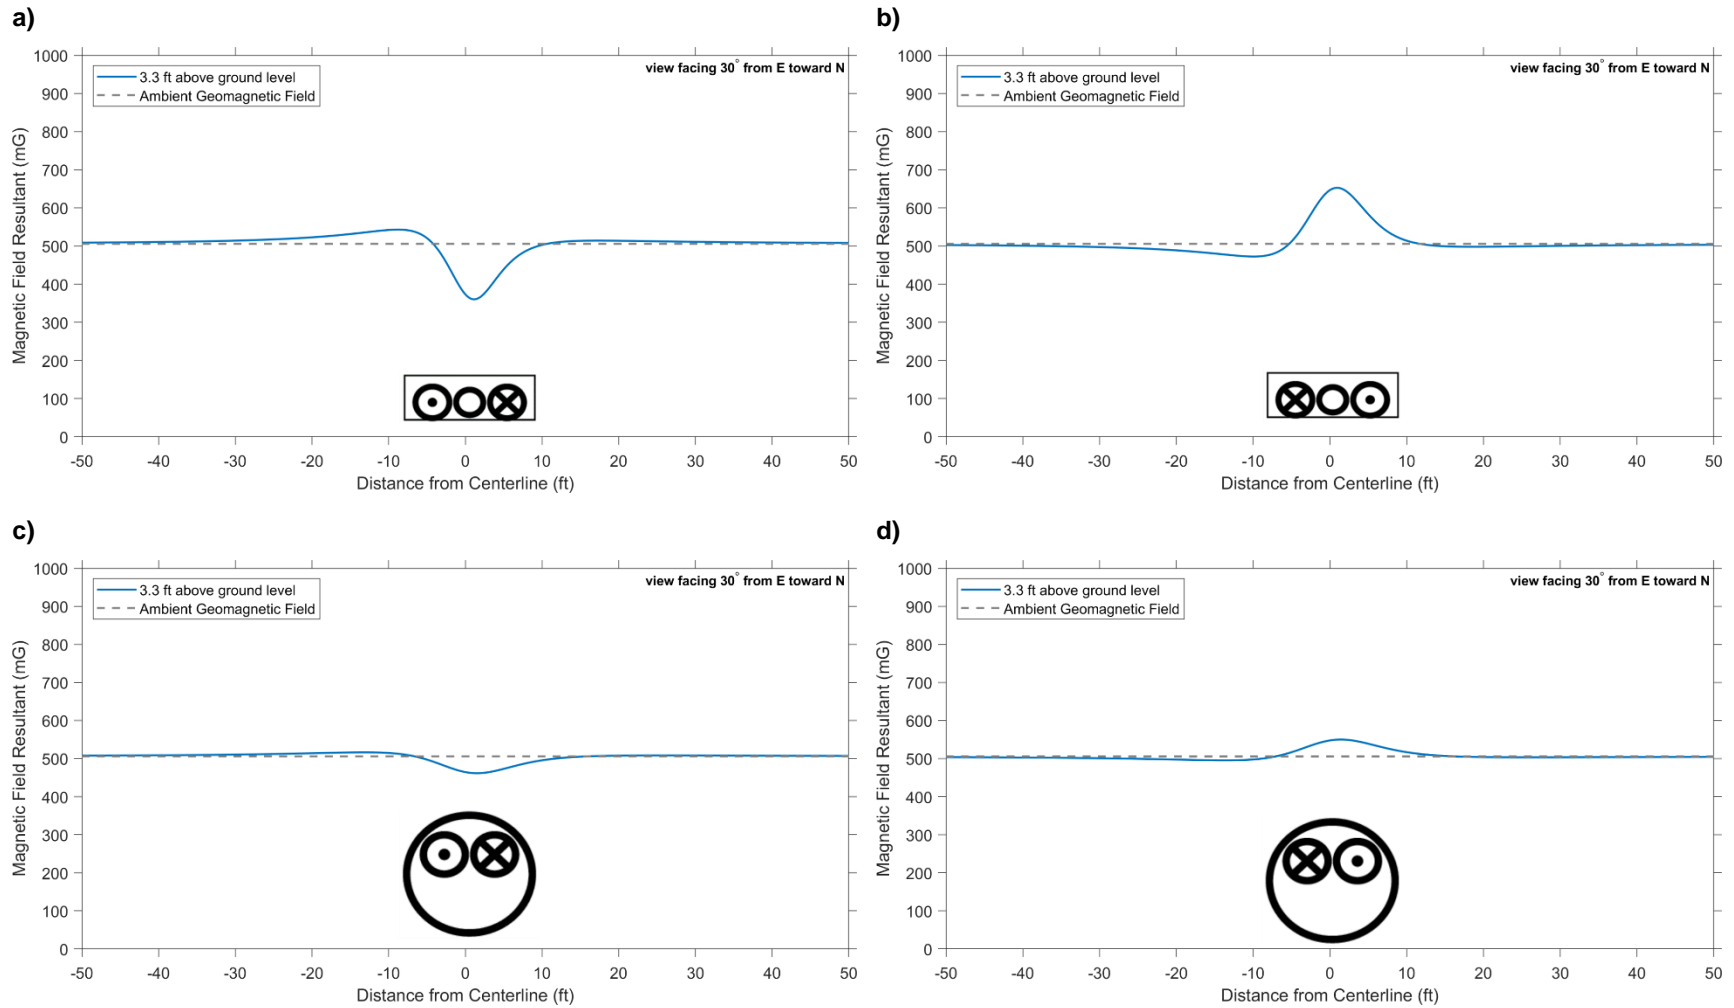 a)
1000
900
800
700
600
500
400
300
200
100
0
Magnetic Field Resultant (mG)
3.3 ft above ground level
Ambient Geomagnetic Field
view facing 30° from E toward N
-50 -40 -30 -20 -10 0 10 20 30 40 50
Distance from Centerline (ft)
b)
1000
900
800
700
600
500
400
300
200
100
0
Magnetic Field Resultant (mG)
3.3 ft above ground level
Ambient Geomagnetic Field
view facing 30° from E toward N
-50 -40 -30 -20 -10 0 10 20 30 40 50
Distance from Centerline (ft)
c)
1000
900
800
700
600
500
400
300
200
100
0
Magnetic Field Resultant (mG)
3.3 ft above ground level
Ambient Geomagnetic Field
view facing 30° from E toward N
-50 -40 -30 -20 -10 0 10 20 30 40 50
Distance from Centerline (ft)
d)
1000
900
800
700
600
500
400
300
200
100
0
Magnetic Field Resultant (mG)
3.3 ft above ground level
Ambient Geomagnetic Field
view facing 30° from E toward N
-50 -40 -30 -20 -10 0 10 20 30 40 50
Distance from Centerline (ft)